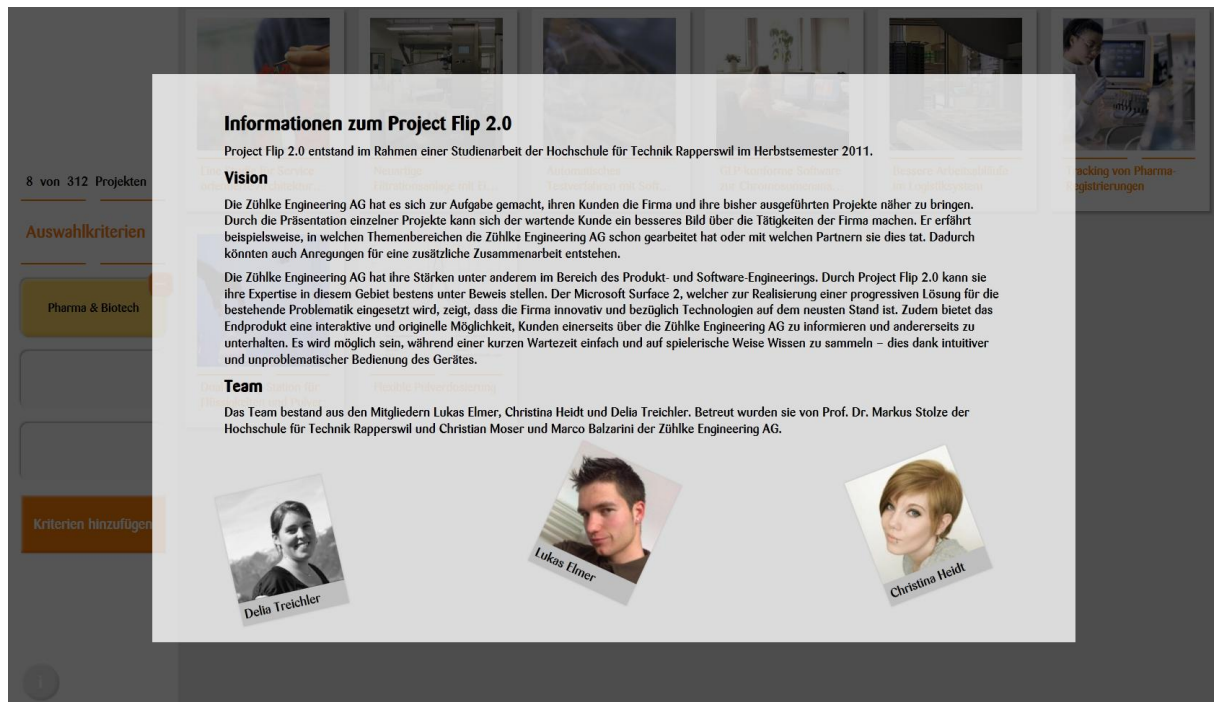 Informationen zum Project Flip 2.0
Project Flip 2.0 entstand im Rahmen einer Studienarbeit der Hochschule für Technik Rapperswil im Herbstsemester 2011.
Vision
Die Zühlke Engineering AG hat es sich zur Aufgabe gemacht, ihren Kunden die Firma und ihre bisher ausgeführten Projekte näher zu bringen.
Durch die Präsentation einzelner Projekte kann sich der wartende Kunde ein besseres Bild über die Tätigkeiten der Firma machen. Er erfährt
beispielsweise, in welchen Themenbereichen die Zühlke Engineering AG schon gearbeitet hat oder mit welchen Partnern sie dies tat. Dadurch
könnten auch Anregungen für eine zusätzliche Zusammenarbeit entstehen.
Die Zühlke Engineering AG hat ihre Stärken unter anderem im Bereich des Produkt- und Software-Engineerings. Durch Project Flip 2.0 kann sie
ihre Expertise in diesem Gebiet bestens unter Beweis stellen. Der Microsoft Surface 2, welcher zur Realisierung einer progressiven Lösung für die
bestehende Problematik eingesetzt wird, zeigt, dass die Firma innovativ und bezüglich Technologien auf dem neusten Stand ist. Zudem bietet das
Endprodukt eine interaktive und originelle Möglichkeit, Kunden einerseits über die Zühlke Engineering AG zu informieren und andererseits zu
unterhalten. Es wird möglich sein, während einer kurzen Wartezeit einfach und auf spielerische Weise Wissen zu sammeln – dies dank intuitiver
und unproblematischer Bedienung des Gerätes.
Team
Das Team bestand aus den Mitgliedern Lukas Elmer, Christina Heidt und Delia Treichler. Betreut wurden sie von Prof. Dr. Markus Stolze der
Hochschule für Technik Rapperswil und Christian Moser und Marco Balzarini der Zühlke Engineering AG.
Delia Treichler
Lukas Elmer
Christina Heidt
8 von 312 Projekten
Auswahlkriterien
Pharma & Biotech
Kriterien hinzufügen
Tracking von Pharma-
Registrierungen